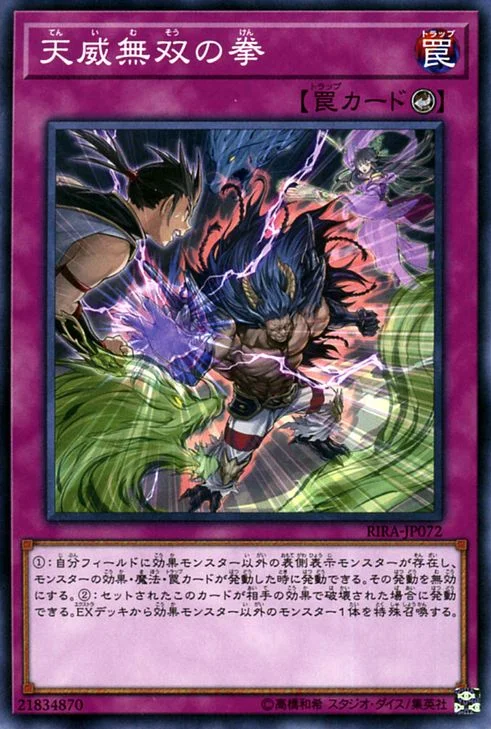 天威無双の拳
罠
【罠カード】
RIRA-JP072
①:自分フィールドに効果モンスター以外の表側表示モンスターが存在し、
モンスターの効果・魔法・罠カードが発動した時に発動できる。その発動を無効
にする。②:セットされたこのカードが相手の効果で破壊された場合に発動
できる。EXデッキから効果モンスター以外のモンスター1体を特殊召喚する。
21834870
©高橋和希 スタジオ・ダイス/集英社